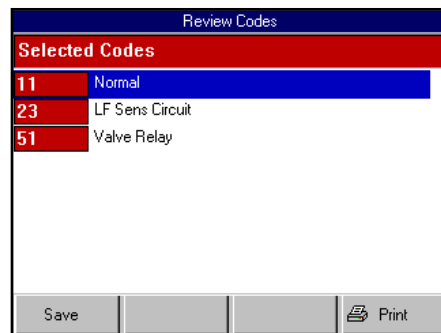 Review Codes
Selected Codes
11 Normal
23 LF Sens Circuit
51 Valve Relay
Save Print